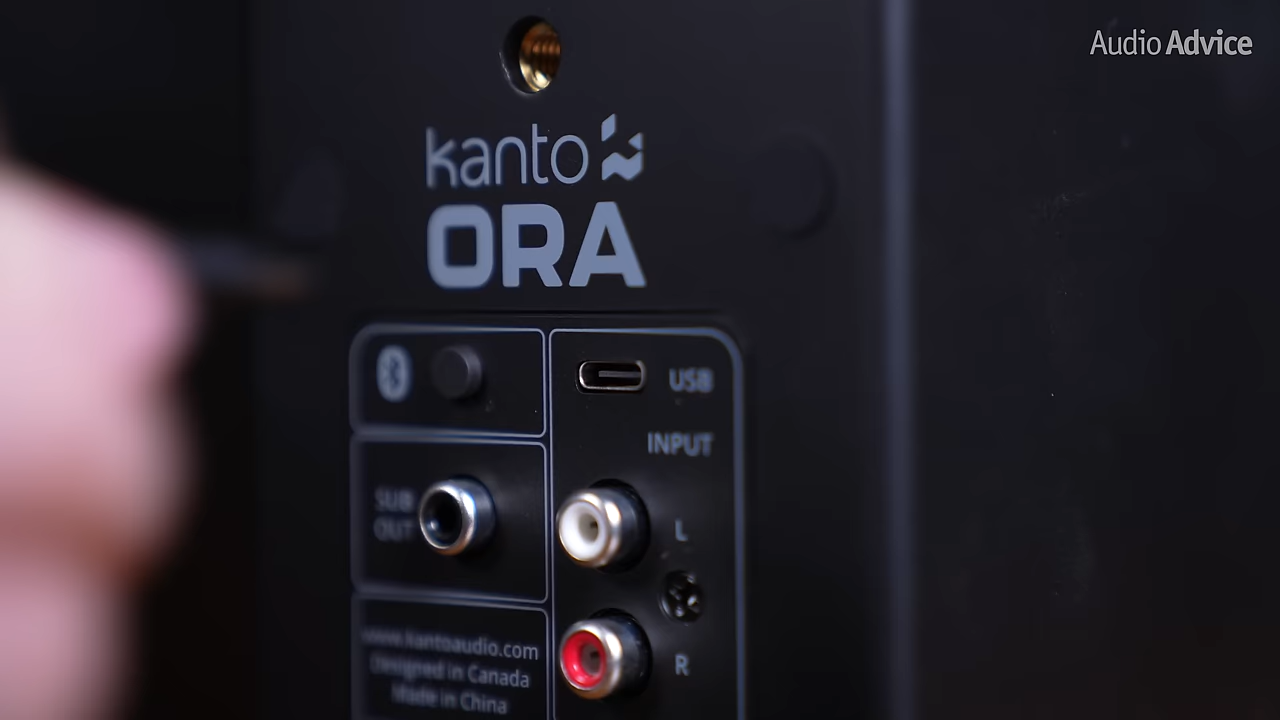 Audio Advice
kanto
ORA
USB
INPUT
SUB
OUT
L
R
www.kantoaudio.com
Designed in Canada
Made in China